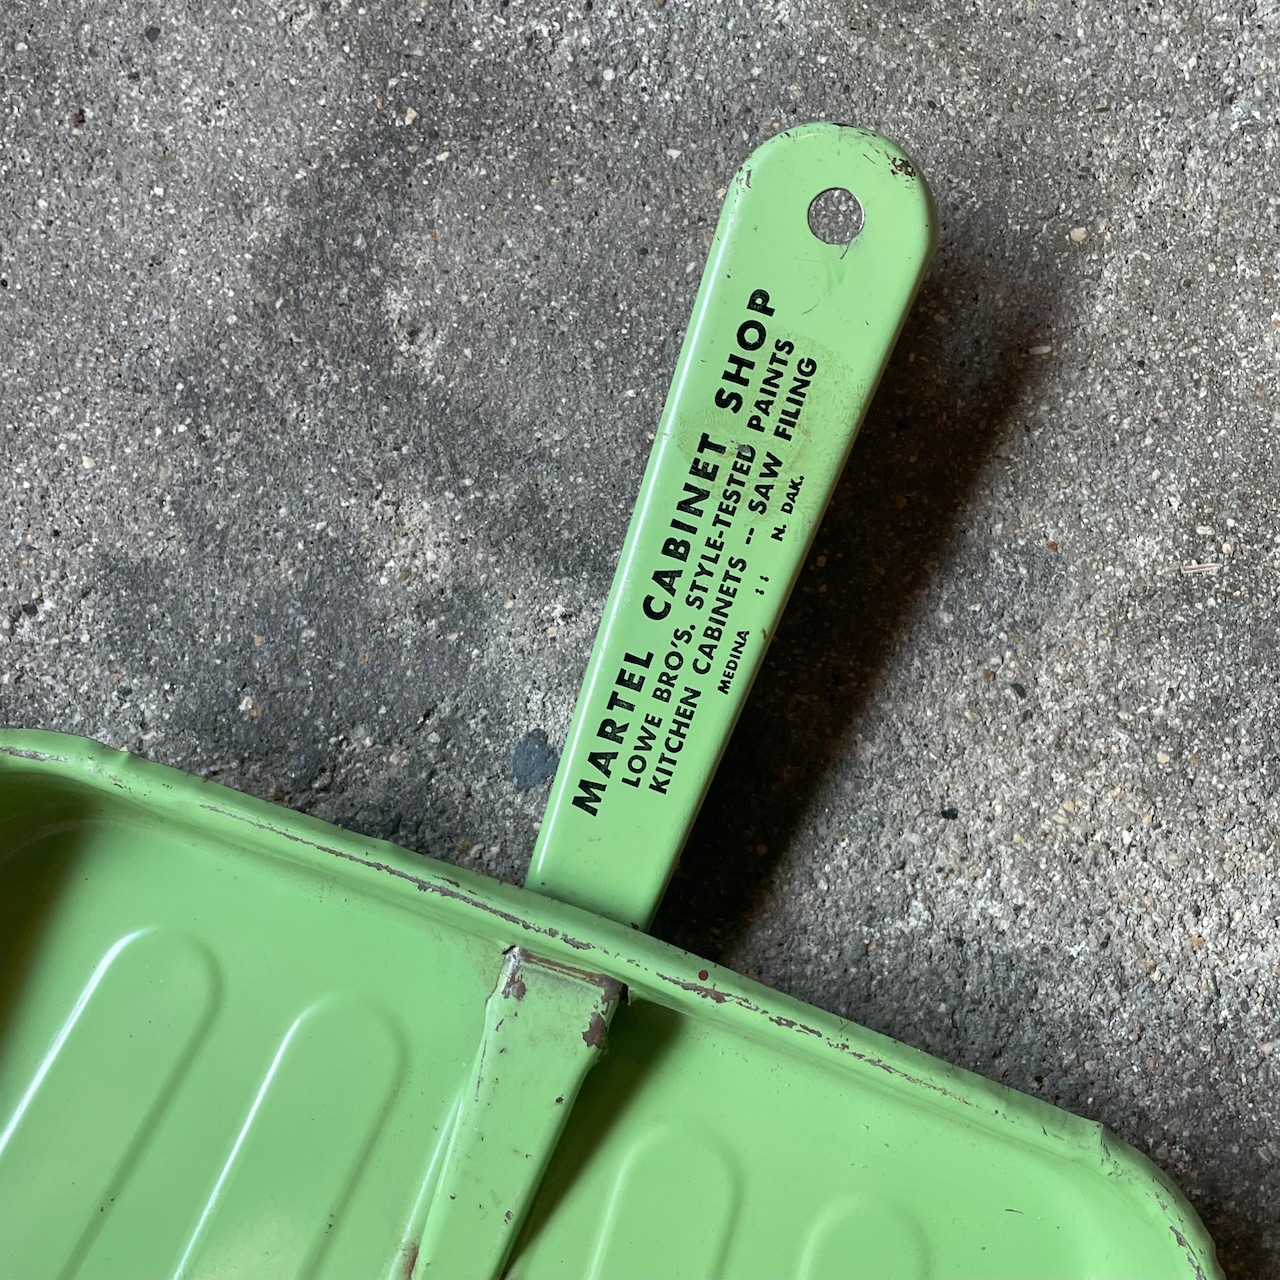 MARTEL CABINET SHOP
LOWE BRO'S. STYLE-TESTED PAINTS
KITCHEN CABINETS -- SAW FILING
MEDINA :: N. DAK.